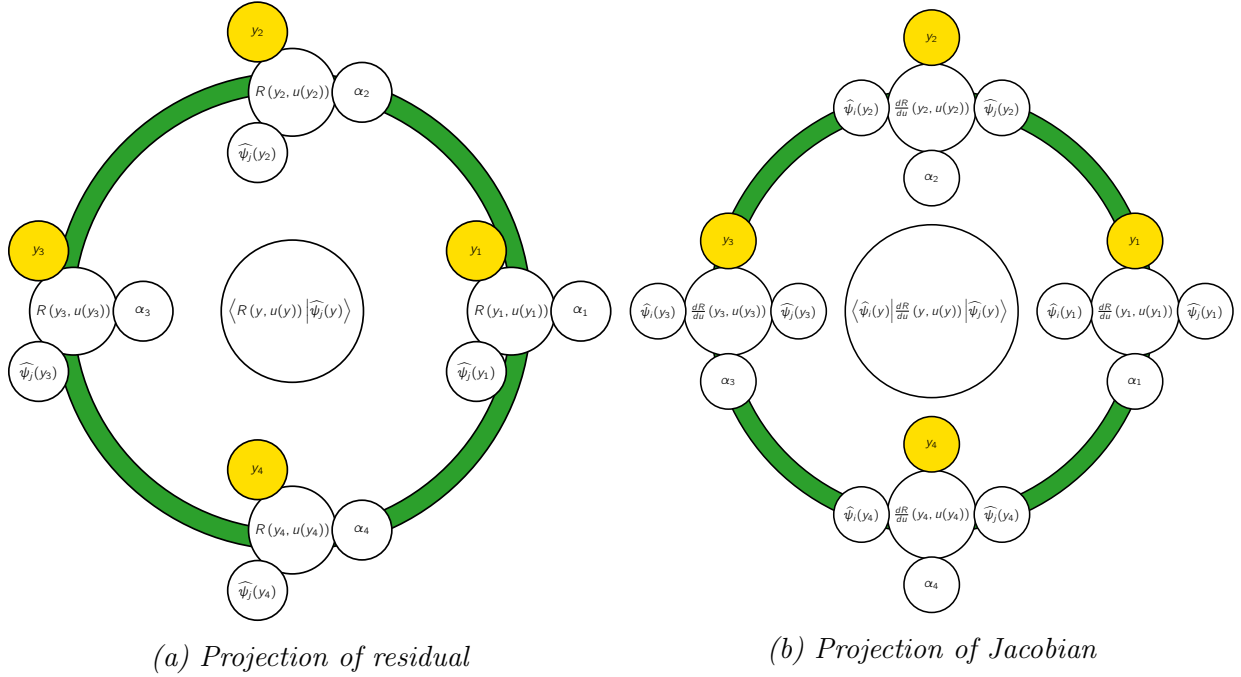 y₂
R (y₂, u(y₂))
α₂
ψ̂ⱼ(y₂)
y₃
R (y₃, u(y₃))
α₃
ψ̂ⱼ(y₃)
⟨R (y, u(y)) |ψ̂ⱼ(y)⟩
y₁
R (y₁, u(y₁))
α₁
ψ̂ⱼ(y₁)
y₄
R (y₄, u(y₄))
α₄
ψ̂ⱼ(y₄)
(a) Projection of residual
y₂
ψ̂ᵢ(y₂)
dR/du (y₂, u(y₂))
ψ̂ⱼ(y₂)
α₂
y₃
ψ̂ᵢ(y₃)
dR/du (y₃, u(y₃))
ψ̂ⱼ(y₃)
α₃
⟨ψ̂ᵢ(y)|dR/du (y, u(y)) |ψ̂ⱼ(y)⟩
y₁
ψ̂ᵢ(y₁)
dR/du (y₁, u(y₁))
ψ̂ⱼ(y₁)
α₁
y₄
ψ̂ᵢ(y₄)
dR/du (y₄, u(y₄))
ψ̂ⱼ(y₄)
α₄
(b) Projection of Jacobian